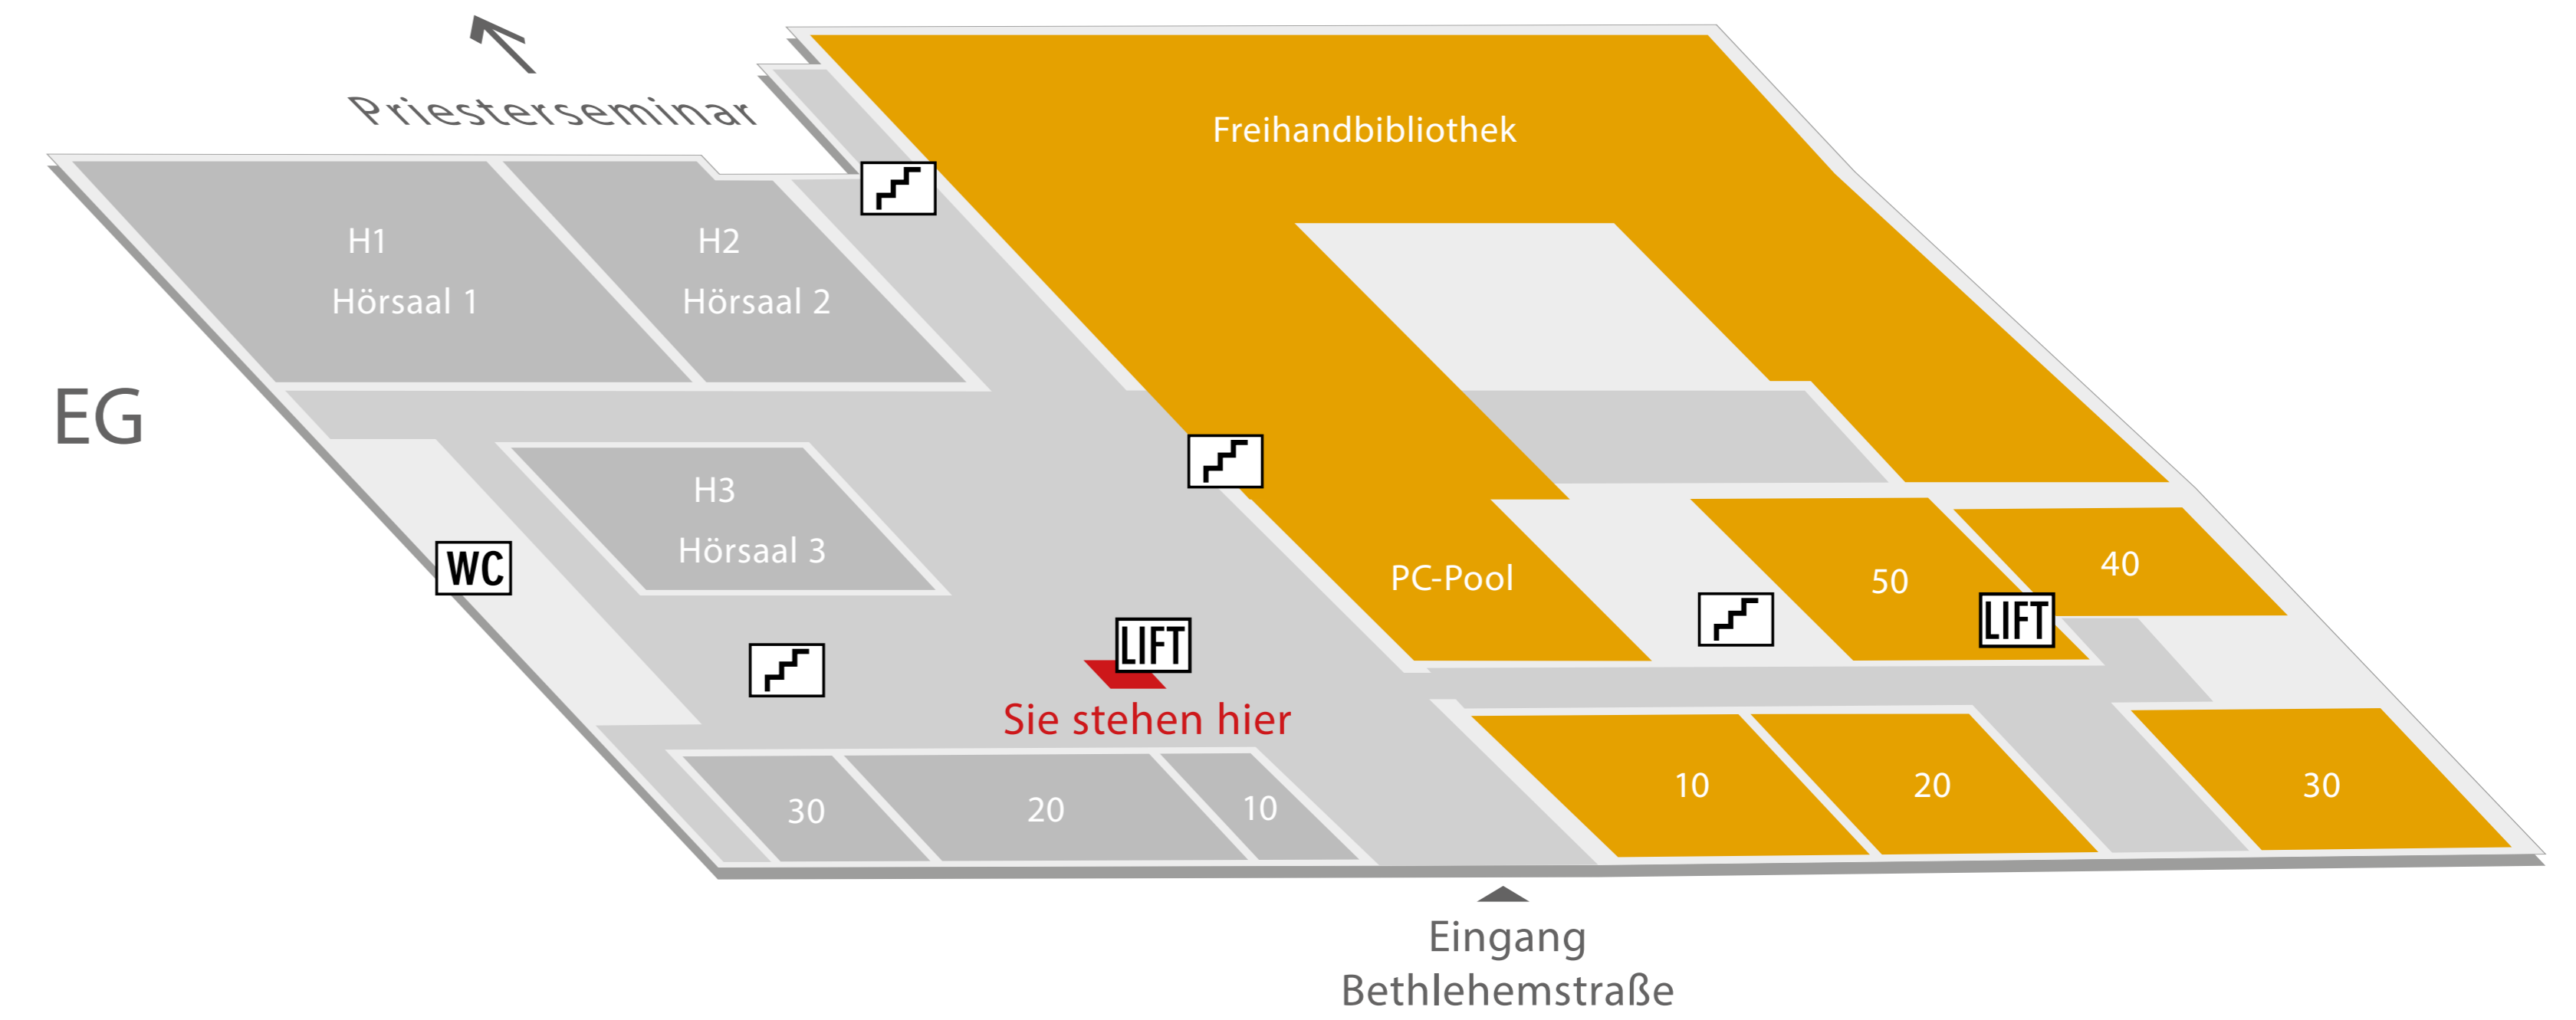 Priesterseminar
Freihandbibliothek
H1
Hörsaal 1
H2
Hörsaal 2
EG
H3
Hörsaal 3
WC
PC-Pool
50
40
LIFT
LIFT
Sie stehen hier
30
20
10
10
20
30
Eingang
Bethlehemstraße